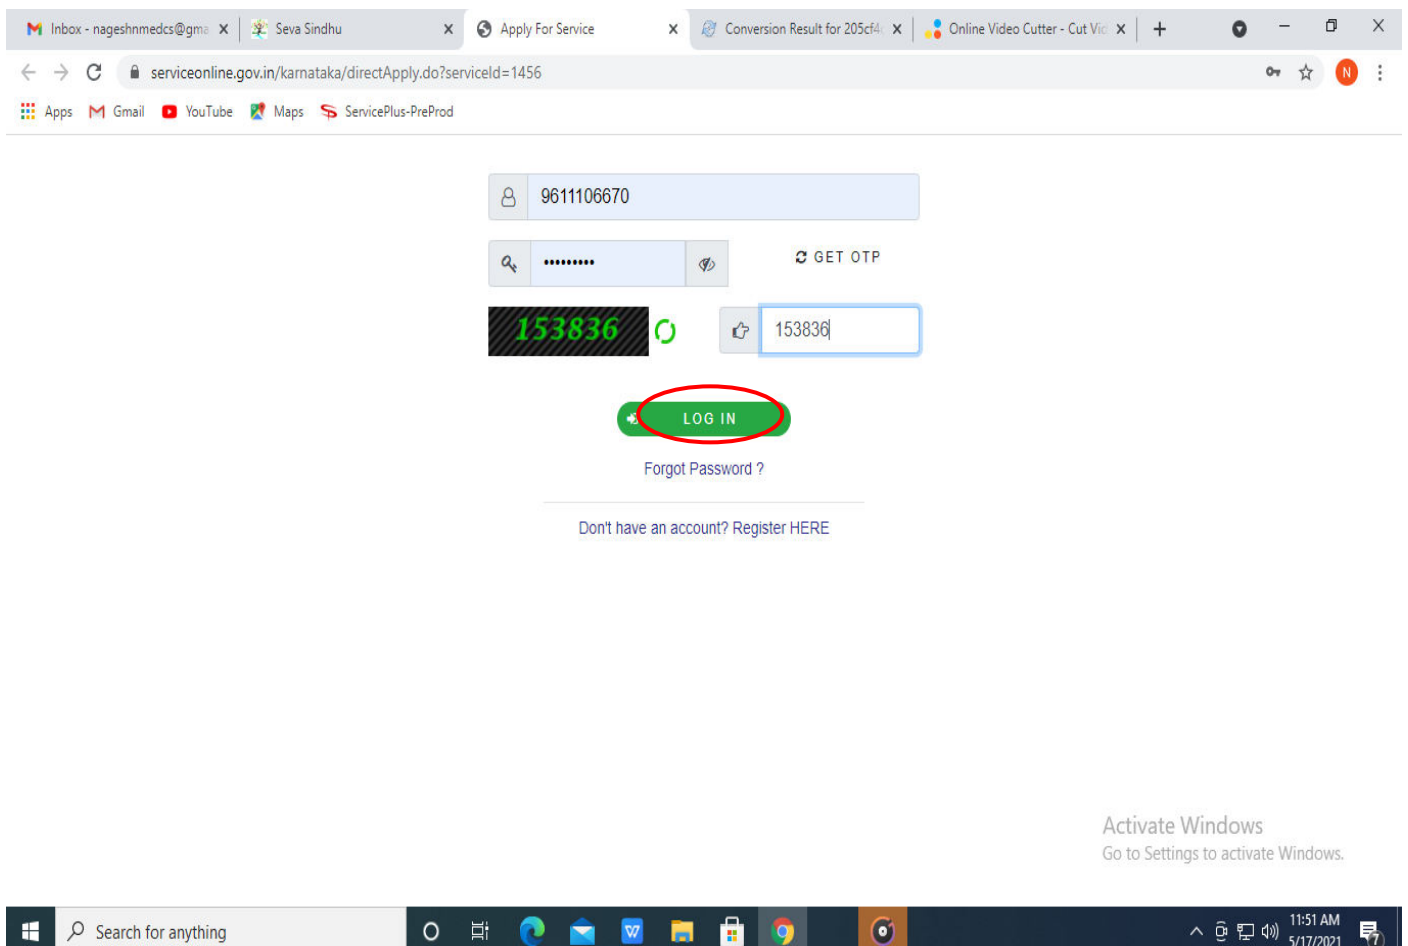 Inbox - nageshnmedcs@gma
Seva Sindhu
Apply For Service
Conversion Result for 205cf4
Online Video Cutter - Cut Vic
serviceonline.gov.in/karnataka/directApply.do?serviceId=1456
N
Apps
Gmail
YouTube
Maps
ServicePlus-PreProd
9611106670
•••••••••
GET OTP
153836
153836
LOG IN
Forgot Password ?
Don't have an account? Register HERE
Activate Windows
Go to Settings to activate Windows.
Search for anything
W
11:51 AM
5/17/2021
7